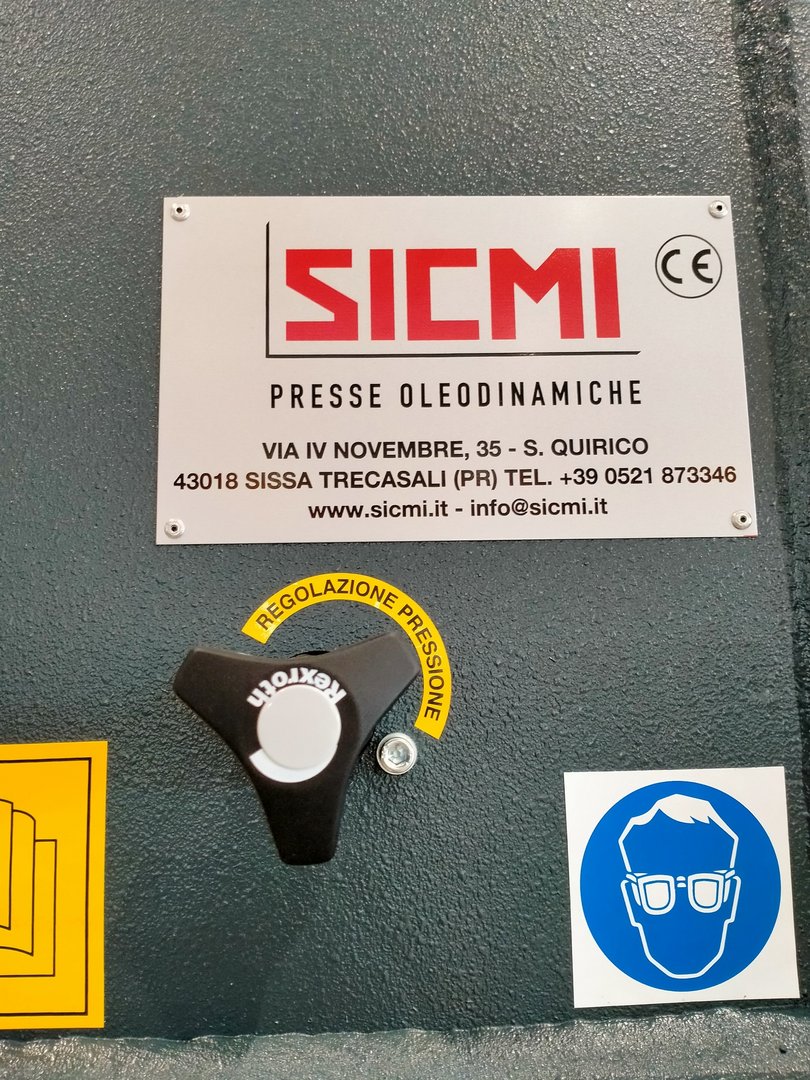 SICMI
CE
PRESSE OLEODINAMICHE
VIA IV NOVEMBRE, 35 - S. QUIRICO
43018 SISSA TRECASALI (PR) TEL. +39 0521 873346
www.sicmi.it - info@sicmi.it
REGOLAZIONE PRESSIONE
Rexroth